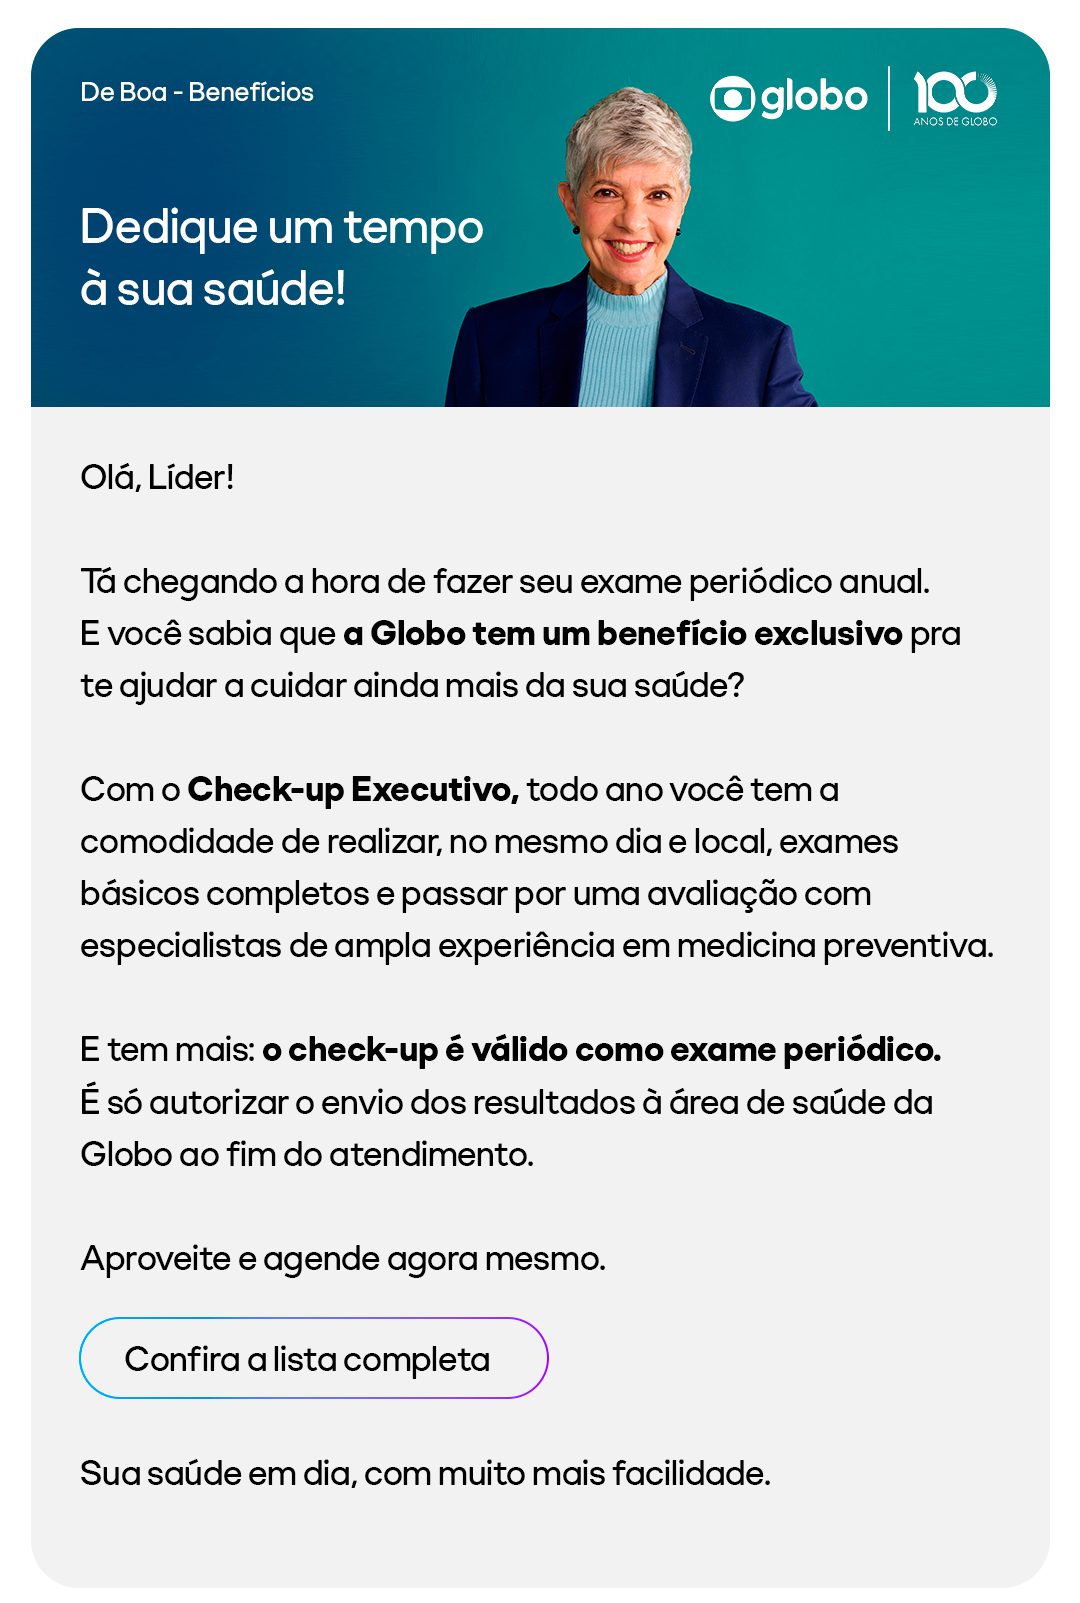 De Boa - Benefícios
globo
100
ANOS DE GLOBO
Dedique um tempo
à sua saúde!
Olá, Líder!
Tá chegando a hora de fazer seu exame periódico anual.
E você sabia que a Globo tem um benefício exclusivo pra
te ajudar a cuidar ainda mais da sua saúde?
Com o Check-up Executivo, todo ano você tem a
comodidade de realizar, no mesmo dia e local, exames
básicos completos e passar por uma avaliação com
especialistas de ampla experiência em medicina preventiva.
E tem mais: o check-up é válido como exame periódico.
É só autorizar o envio dos resultados à área de saúde da
Globo ao fim do atendimento.
Aproveite e agende agora mesmo.
Confira a lista completa
Sua saúde em dia, com muito mais facilidade.